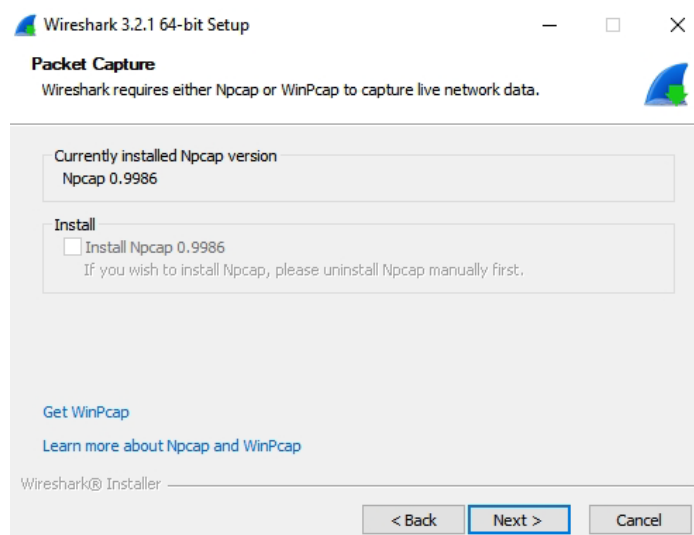 Wireshark 3.2.1 64-bit Setup
Packet Capture
Wireshark requires either Npcap or WinPcap to capture live network data.
Currently installed Npcap version
Npcap 0.9986
Install
Install Npcap 0.9986
If you wish to install Npcap, please uninstall Npcap manually first.
Get WinPcap
Learn more about Npcap and WinPcap
Wireshark® Installer
< Back Next > Cancel